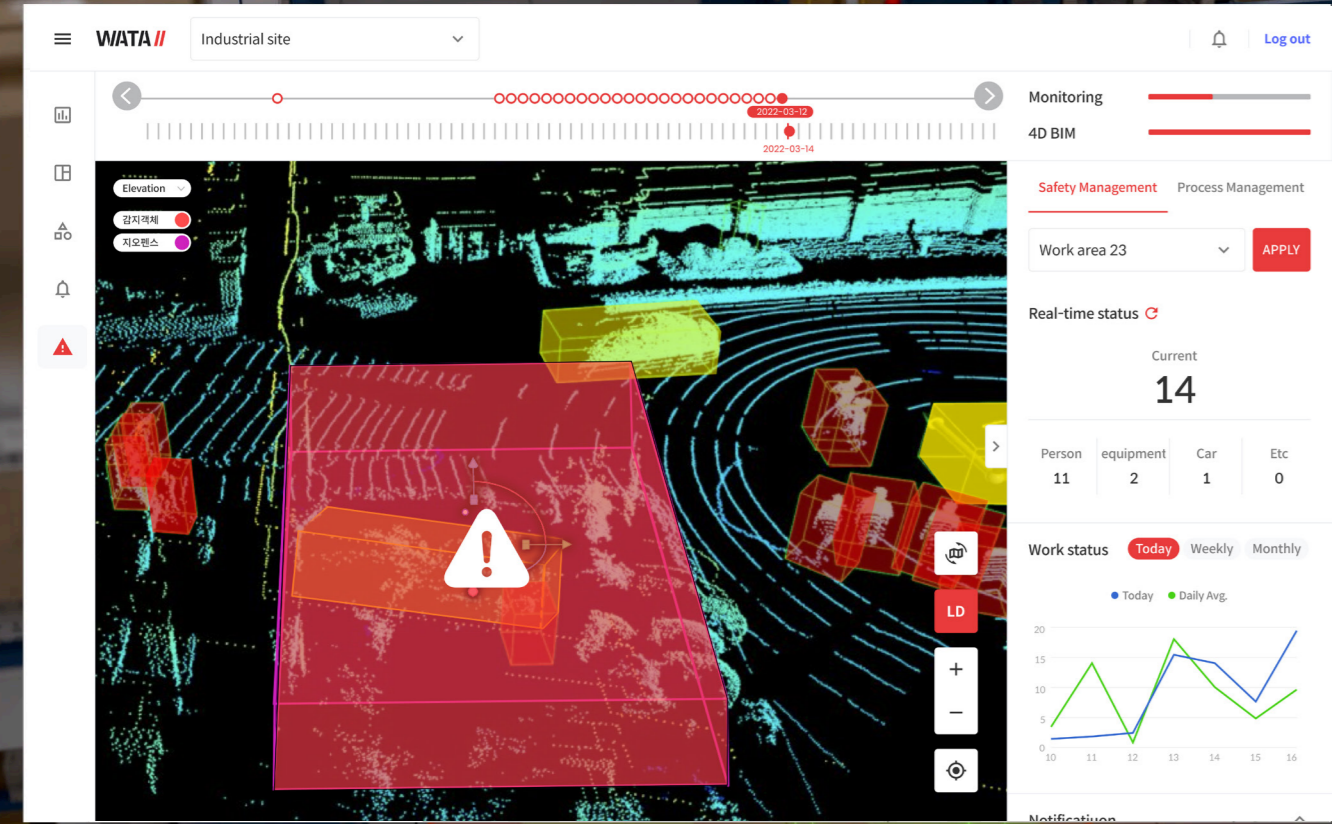 WATA //
Industrial site
Log out
2022-03-12
2022-03-14
Monitoring
4D BIM
Elevation
감지객체
지오펜스
Safety Management Process Management
Work area 23
APPLY
Real-time status
Current
14
Person equipment Car Etc
11 2 1 0
LD
+
−
Work status Today Weekly Monthly
Today Daily Avg.
20
15
10
5
0
10 11 12 13 14 15 16
Notificatiuon